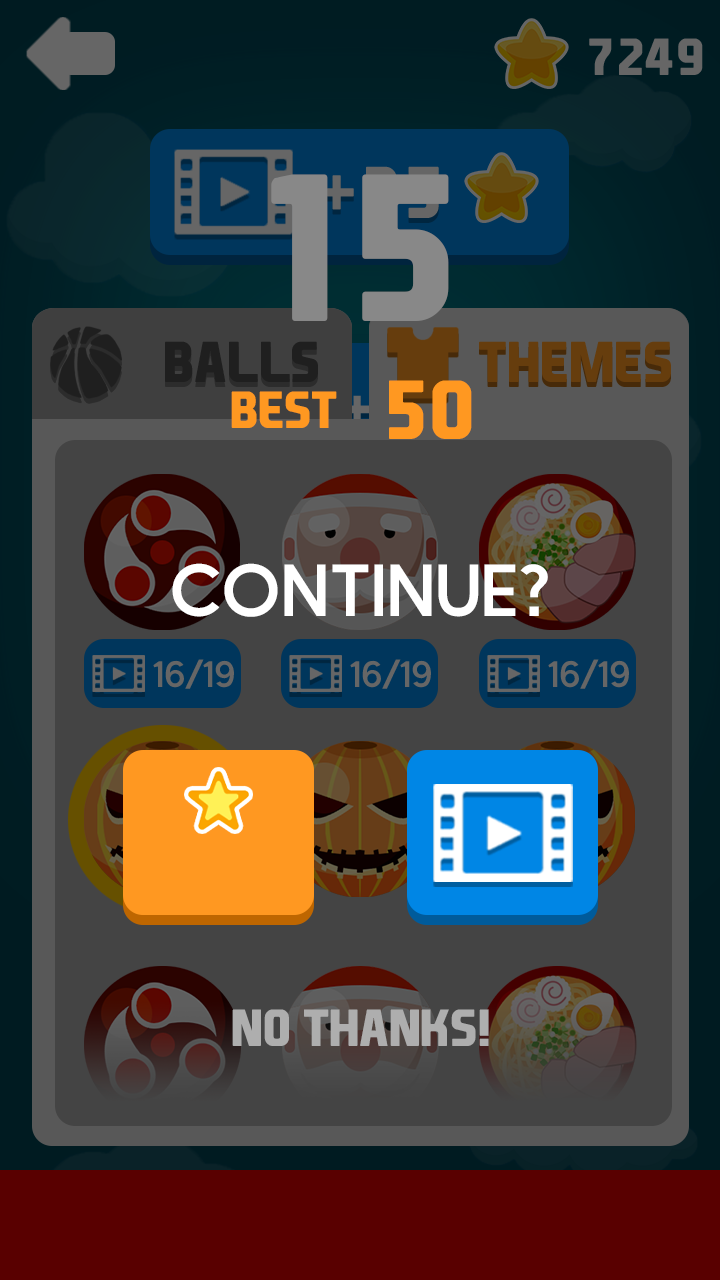 7249
15
BALLS
THEMES
BEST
50
CONTINUE?
16/19
16/19
16/19
NO THANKS!